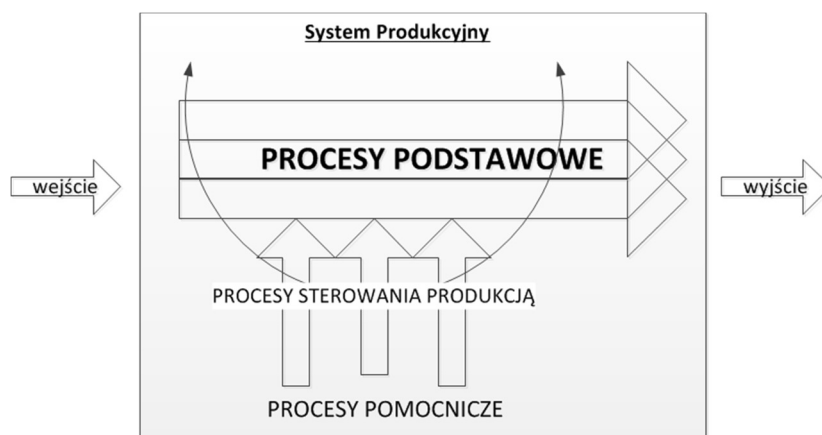 System Produkcyjny
PROCESY PODSTAWOWE
wejście
wyjście
PROCESY STEROWANIA PRODUKCJĄ
PROCESY POMOCNICZE